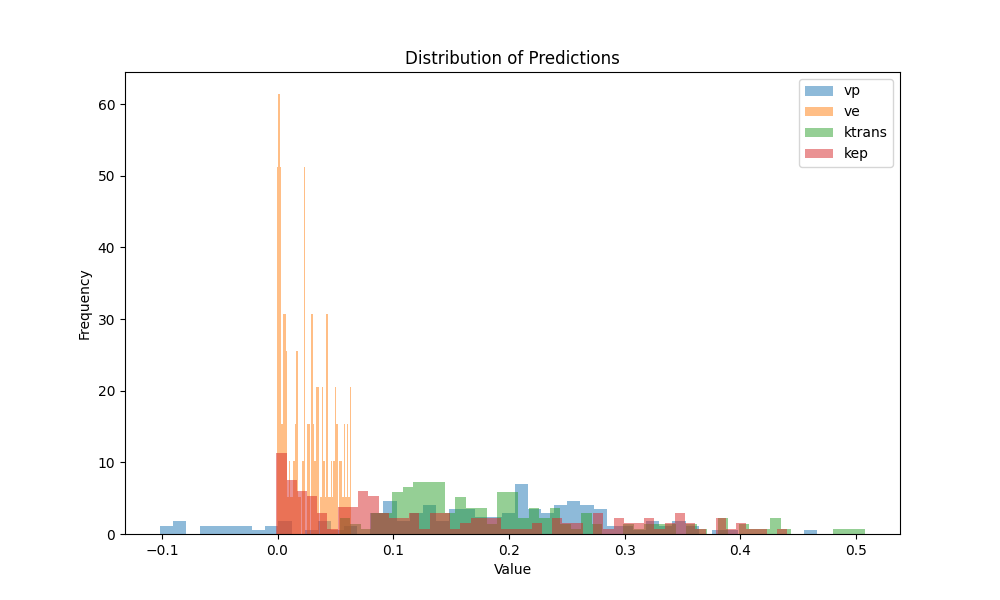 Distribution of Predictions
vp
ve
ktrans
kep
Frequency
60
50
40
30
20
10
0
−0.1 0.0 0.1 0.2 0.3 0.4 0.5
Value